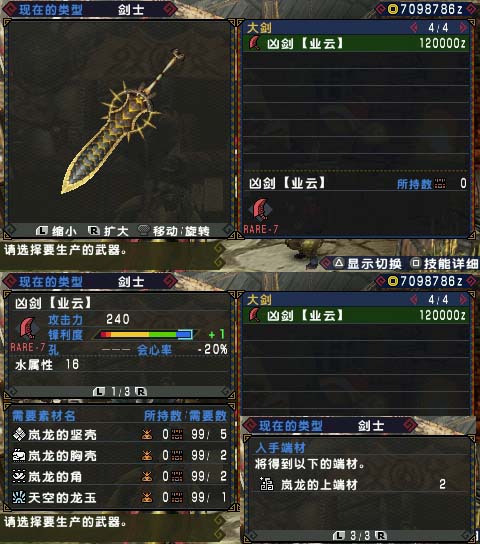 现在的类型 剑士
7098786z
大剑 4/4
凶剑【业云】 120000z
凶剑【业云】 所持数 0
RARE-7
L 缩小 R 扩大 移动/旋转
请选择要生产的武器。
△ 显示切换 □ 技能详细
现在的类型 剑士
7098786z
凶剑【业云】
攻击力 240
锋利度 +1
RARE-7 孔 --- 会心率 -20%
水属性 16
L 1/3 R
大剑 4/4
凶剑【业云】 120000z
需要素材名 所持数/需要数
岚龙的坚壳 0 99/ 5
岚龙的胸壳 0 99/ 2
岚龙的角 0 99/ 2
天空的龙玉 0 99/ 1
请选择要生产的武器。
现在的类型 剑士
入手端材
将得到以下的端材。
岚龙的上端材 2
L 3/3 R